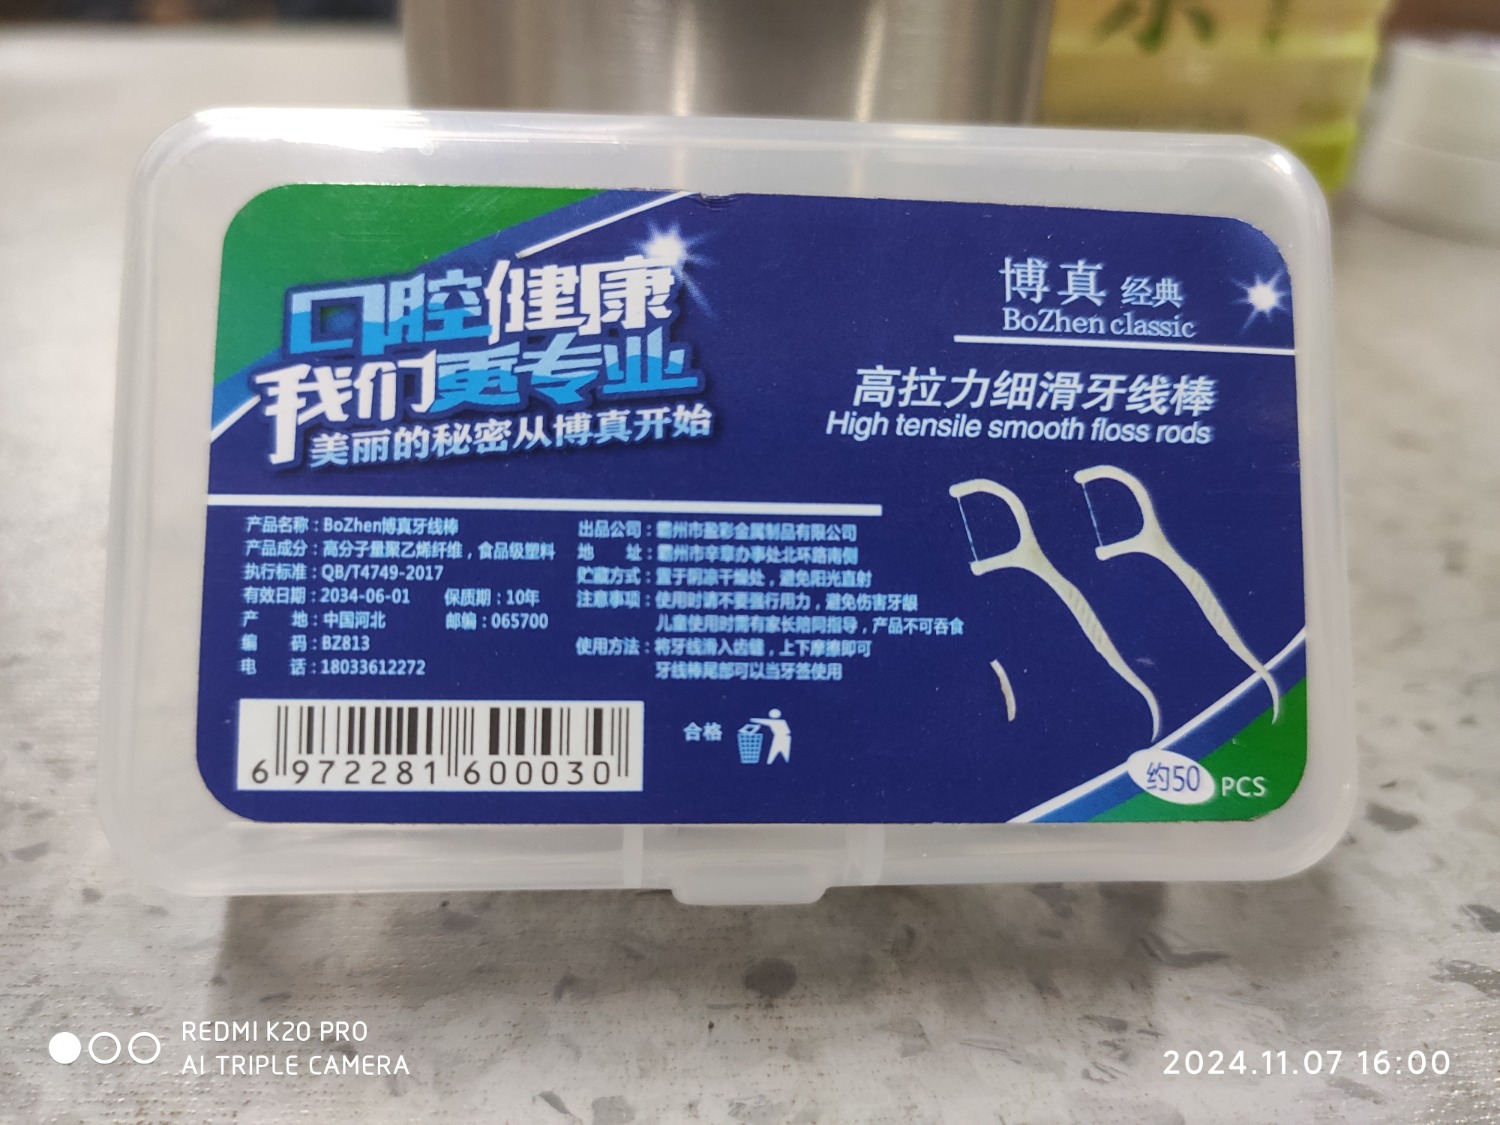 口腔健康
我们更专业
美丽的秘密从博真开始
博真 经典
BoZhen classic
高拉力细滑牙线棒
High tensile smooth floss rods
产品名称：BoZhen博真牙线棒
产品成分：高分子量聚乙烯纤维，食品级塑料
执行标准：QB/T4749-2017
有效日期：2034-06-01 保质期：10年
产 地：中国河北 邮编：065700
编 码：BZ813
电 话：18033612272
出品公司：霸州市盈彩金属制品有限公司
地 址：霸州市辛章办事处北环路南侧
贮藏方式：置于阴凉干燥处，避免阳光直射
注意事项：使用时请不要强行用力，避免伤害牙龈
儿童使用时需有家长陪同指导，产品不可吞食
使用方法：将牙线滑入齿缝，上下摩擦即可
牙线棒尾部可以当牙签使用
6 972281 600030
合格
约50 PCS
REDMI K20 PRO
AI TRIPLE CAMERA
2024.11.07 16:00